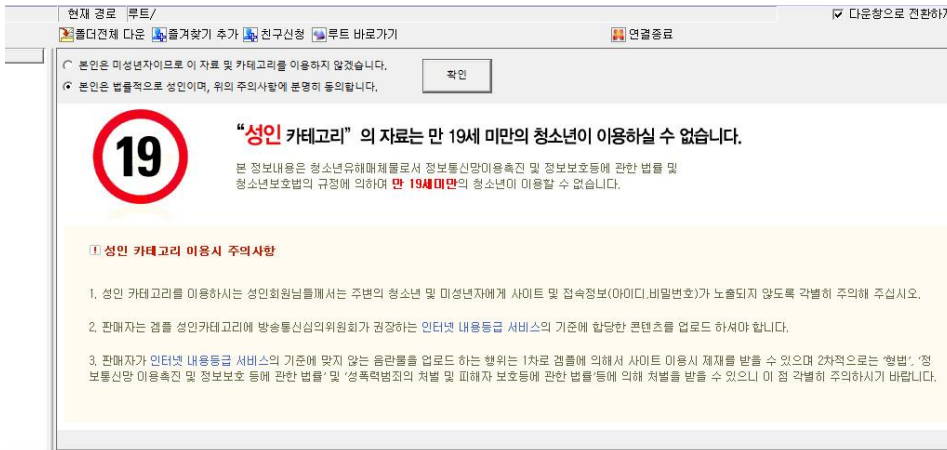 현재 경로 루트/
다운창으로 전환하기
폴더전체 다운 즐겨찾기 추가 친구신청 루트 바로가기
연결종료
본인은 미성년자이므로 이 자료 및 카테고리를 이용하지 않겠습니다.
본인은 법률적으로 성인이며, 위의 주의사항에 분명히 동의합니다.
확인
19
“성인 카테고리” 의 자료는 만 19세 미만의 청소년이 이용하실 수 없습니다.
본 정보내용은 청소년유해매체물로서 정보통신망이용촉진 및 정보보호등에 관한 법률 및
청소년보호법의 규정에 의하여 만 19세미만의 청소년이 이용할 수 없습니다.
성인 카테고리 이용시 주의사항
1. 성인 카테고리를 이용하시는 성인회원님들께서는 주변의 청소년 및 미성년자에게 사이트 및 접속정보(아이디,비밀번호)가 노출되지 않도록 각별히 주의해 주십시오.
2. 판매자는 겜플 성인카테고리에 방송통신심의위원회가 권장하는 인터넷 내용등급 서비스의 기준에 합당한 콘텐츠를 업로드 하셔야 합니다.
3. 판매자가 인터넷 내용등급 서비스의 기준에 맞지 않는 음란물을 업로드 하는 행위는 1차로 겜플에 의해서 사이트 이용시 제재를 받을 수 있으며 2차적으로는 ‘형법’, ‘정
보통신망 이용촉진 및 정보보호 등에 관한 법률’ 및 ‘성폭력범죄의 처벌 및 피해자 보호등에 관한 법률’등에 의해 처벌을 받을 수 있으니 이 점 각별히 주의하시기 바랍니다.